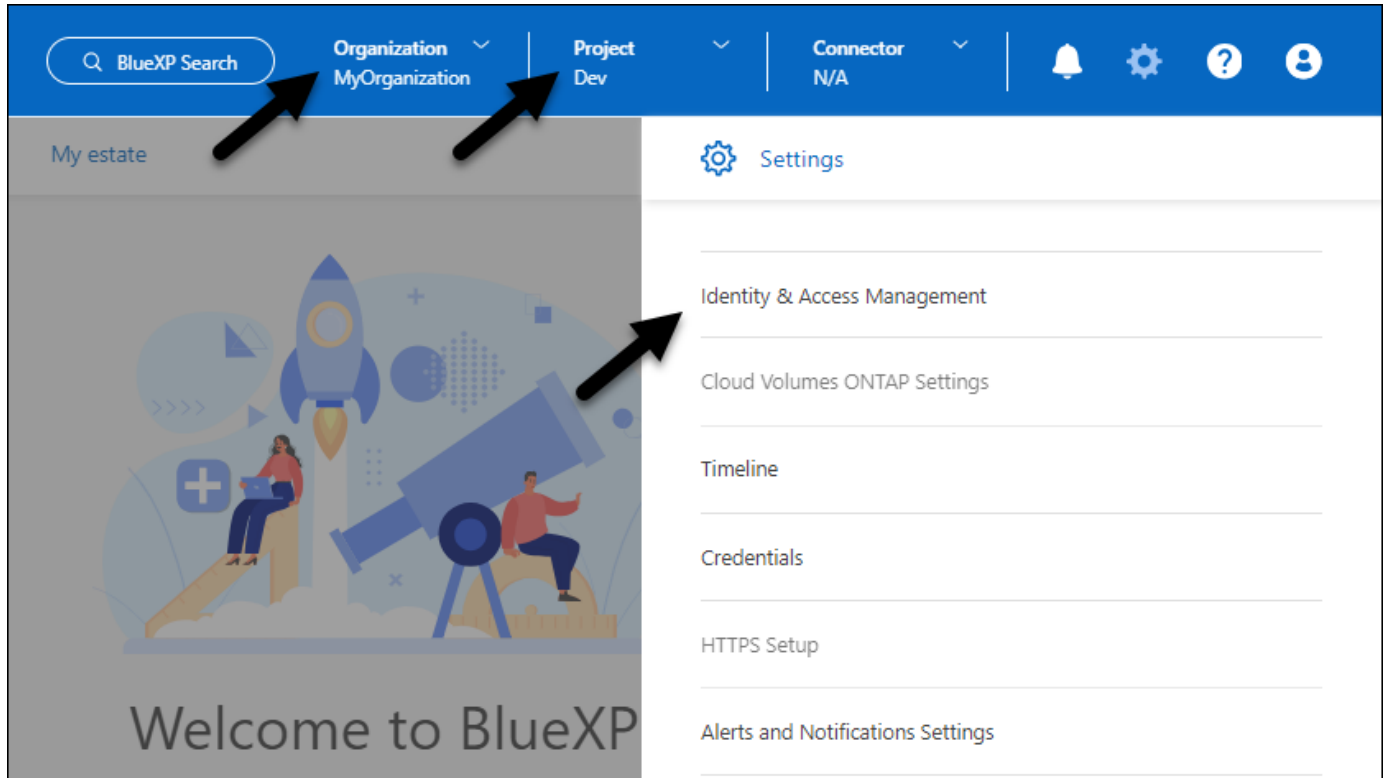 BlueXP Search
Organization
MyOrganization
Project
Dev
Connector
N/A
My estate
Settings
Identity & Access Management
Cloud Volumes ONTAP Settings
Timeline
Credentials
HTTPS Setup
Alerts and Notifications Settings
Welcome to BlueXP